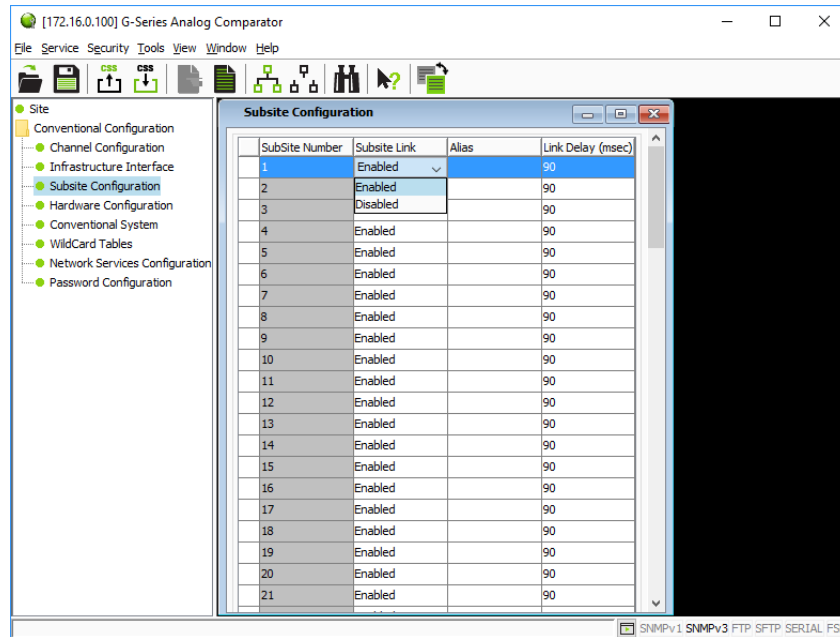 [172.16.0.100] G-Series Analog Comparator
File Service Security Tools View Window Help
css css
Site
Conventional Configuration
Channel Configuration
Infrastructure Interface
Subsite Configuration
Hardware Configuration
Conventional System
WildCard Tables
Network Services Configuration
Password Configuration
Subsite Configuration
SubSite Number Subsite Link Alias Link Delay (msec)
1 Enabled 90
2 Enabled 90
3 Disabled 90
4 Enabled 90
5 Enabled 90
6 Enabled 90
7 Enabled 90
8 Enabled 90
9 Enabled 90
10 Enabled 90
11 Enabled 90
12 Enabled 90
13 Enabled 90
14 Enabled 90
15 Enabled 90
16 Enabled 90
17 Enabled 90
18 Enabled 90
19 Enabled 90
20 Enabled 90
21 Enabled 90
SNMPv1 SNMPv3 FTP SFTP SERIAL FS